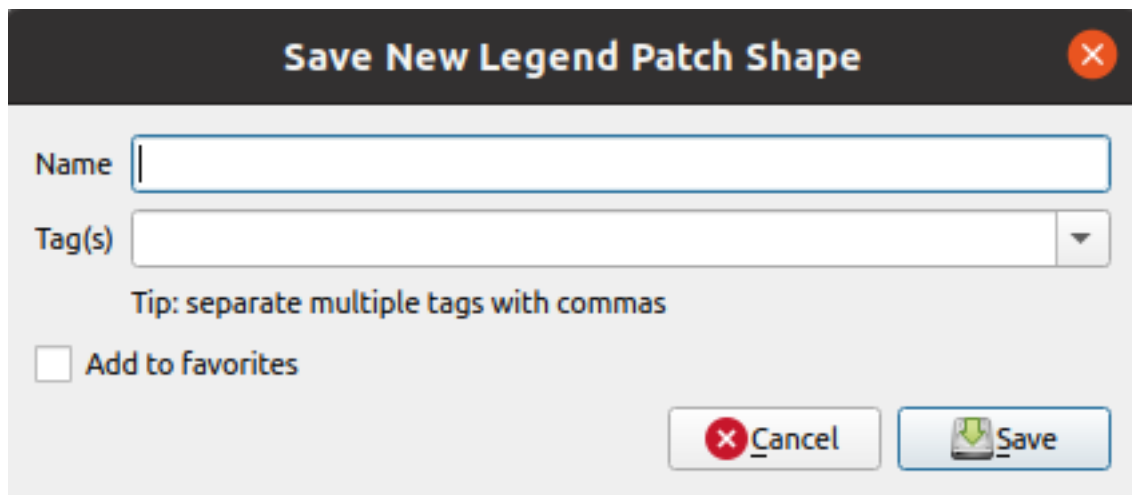 Save New Legend Patch Shape
Name
Tag(s)
Tip: separate multiple tags with commas
Add to favorites
Cancel Save